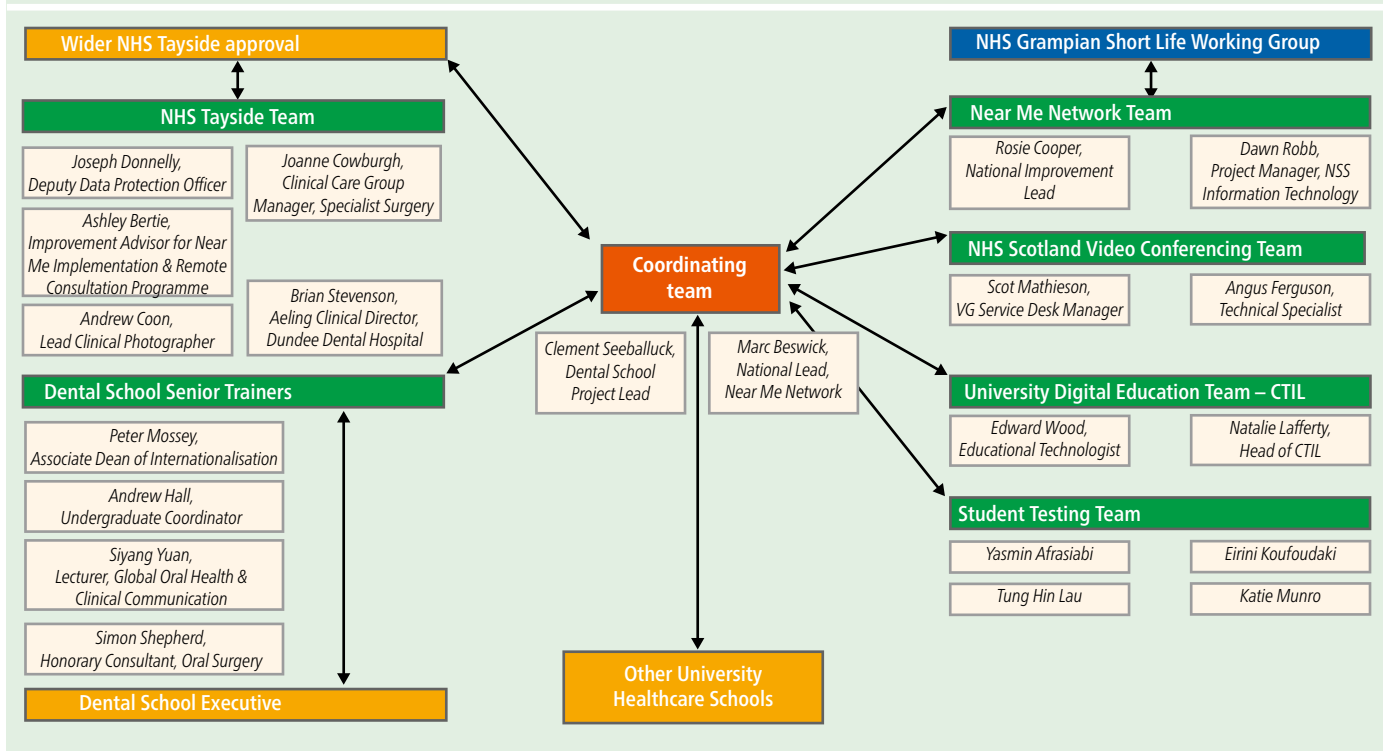 Wider NHS Tayside approval
NHS Tayside Team
Joseph Donnelly,
Deputy Data Protection Officer
Joanne Cowburgh,
Clinical Care Group
Manager, Specialist Surgery
Ashley Bertie,
Improvement Advisor for Near
Me Implementation & Remote
Consultation Programme
Brian Stevenson,
Aeling Clinical Director,
Dundee Dental Hospital
Andrew Coon,
Lead Clinical Photographer
Dental School Senior Trainers
Peter Mossey,
Associate Dean of Internationalisation
Andrew Hall,
Undergraduate Coordinator
Siyang Yuan,
Lecturer, Global Oral Health &
Clinical Communication
Simon Shepherd,
Honorary Consultant, Oral Surgery
Dental School Executive
Coordinating
team
Clement Seeballuck,
Dental School
Project Lead
Marc Beswick,
National Lead,
Near Me Network
Other University
Healthcare Schools
NHS Grampian Short Life Working Group
Near Me Network Team
Rosie Cooper,
National Improvement
Lead
Dawn Robb,
Project Manager, NSS
Information Technology
NHS Scotland Video Conferencing Team
Scot Mathieson,
VG Service Desk Manager
Angus Ferguson,
Technical Specialist
University Digital Education Team – CTIL
Edward Wood,
Educational Technologist
Natalie Lafferty,
Head of CTIL
Student Testing Team
Yasmin Afrasiabi
Eirini Koufoudaki
Tung Hin Lau
Katie Munro